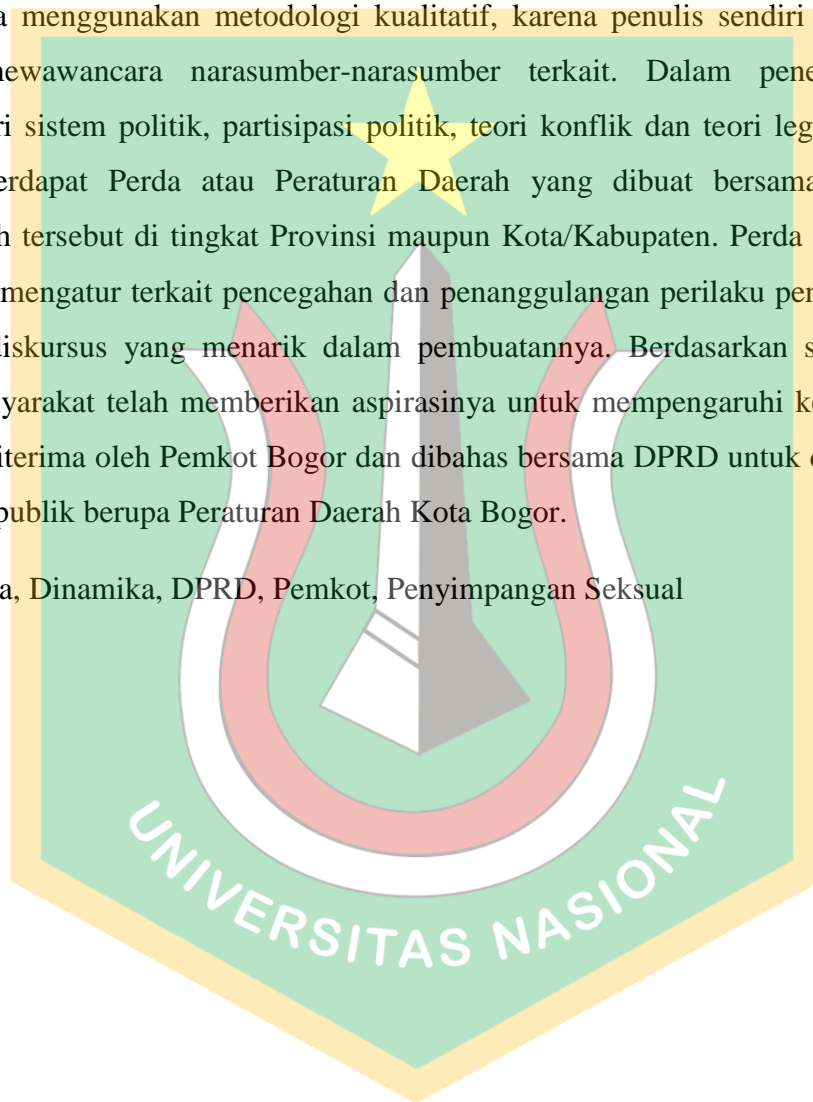 menggunakan metodologi kualitatif, karena penulis sendiri
newawancara narasumber-narasumber terkait. Dalam pene
ri sistem politik, partisipasi politik, teori konflik dan teori leg
erdapat Perda atau Peraturan Daerah yang dibuat bersama
h tersebut di tingkat Provinsi maupun Kota/Kabupaten. Perda
mengatur terkait pencegahan dan penanggulangan perilaku pen
diskursus yang menarik dalam pembuatannya. Berdasarkan s
yarakat telah memberikan aspirasinya untuk mempengaruhi ke
iterima oleh Pemkot Bogor dan dibahas bersama DPRD untuk
publik berupa Peraturan Daerah Kota Bogor.
a, Dinamika, DPRD, Pemkot, Penyimpangan Seksual
UNIVERSITAS NASIONAL